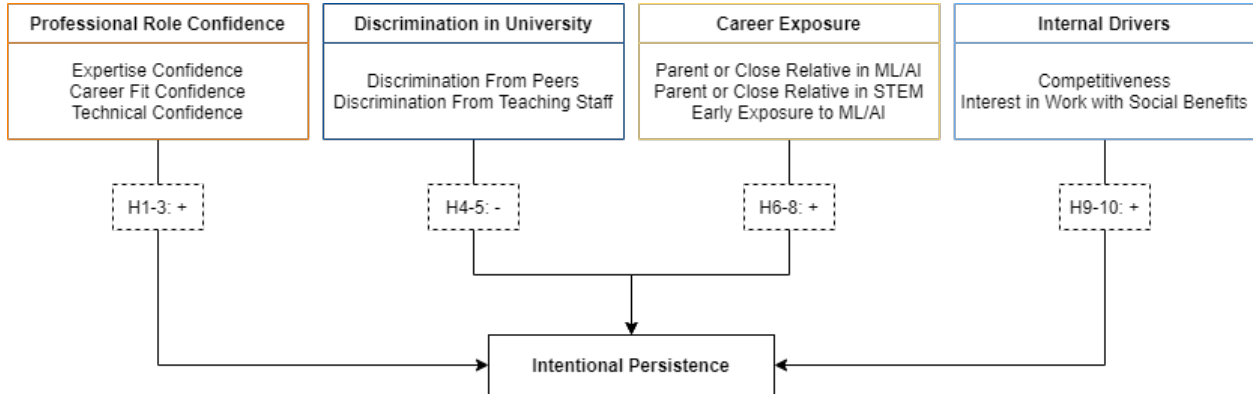 Professional Role Confidence
Expertise Confidence
Career Fit Confidence
Technical Confidence
Discrimination in University
Discrimination From Peers
Discrimination From Teaching Staff
Career Exposure
Parent or Close Relative in ML/AI
Parent or Close Relative in STEM
Early Exposure to ML/AI
Internal Drivers
Competitiveness
Interest in Work with Social Benefits
H1-3: +
H4-5: -
H6-8: +
H9-10: +
Intentional Persistence